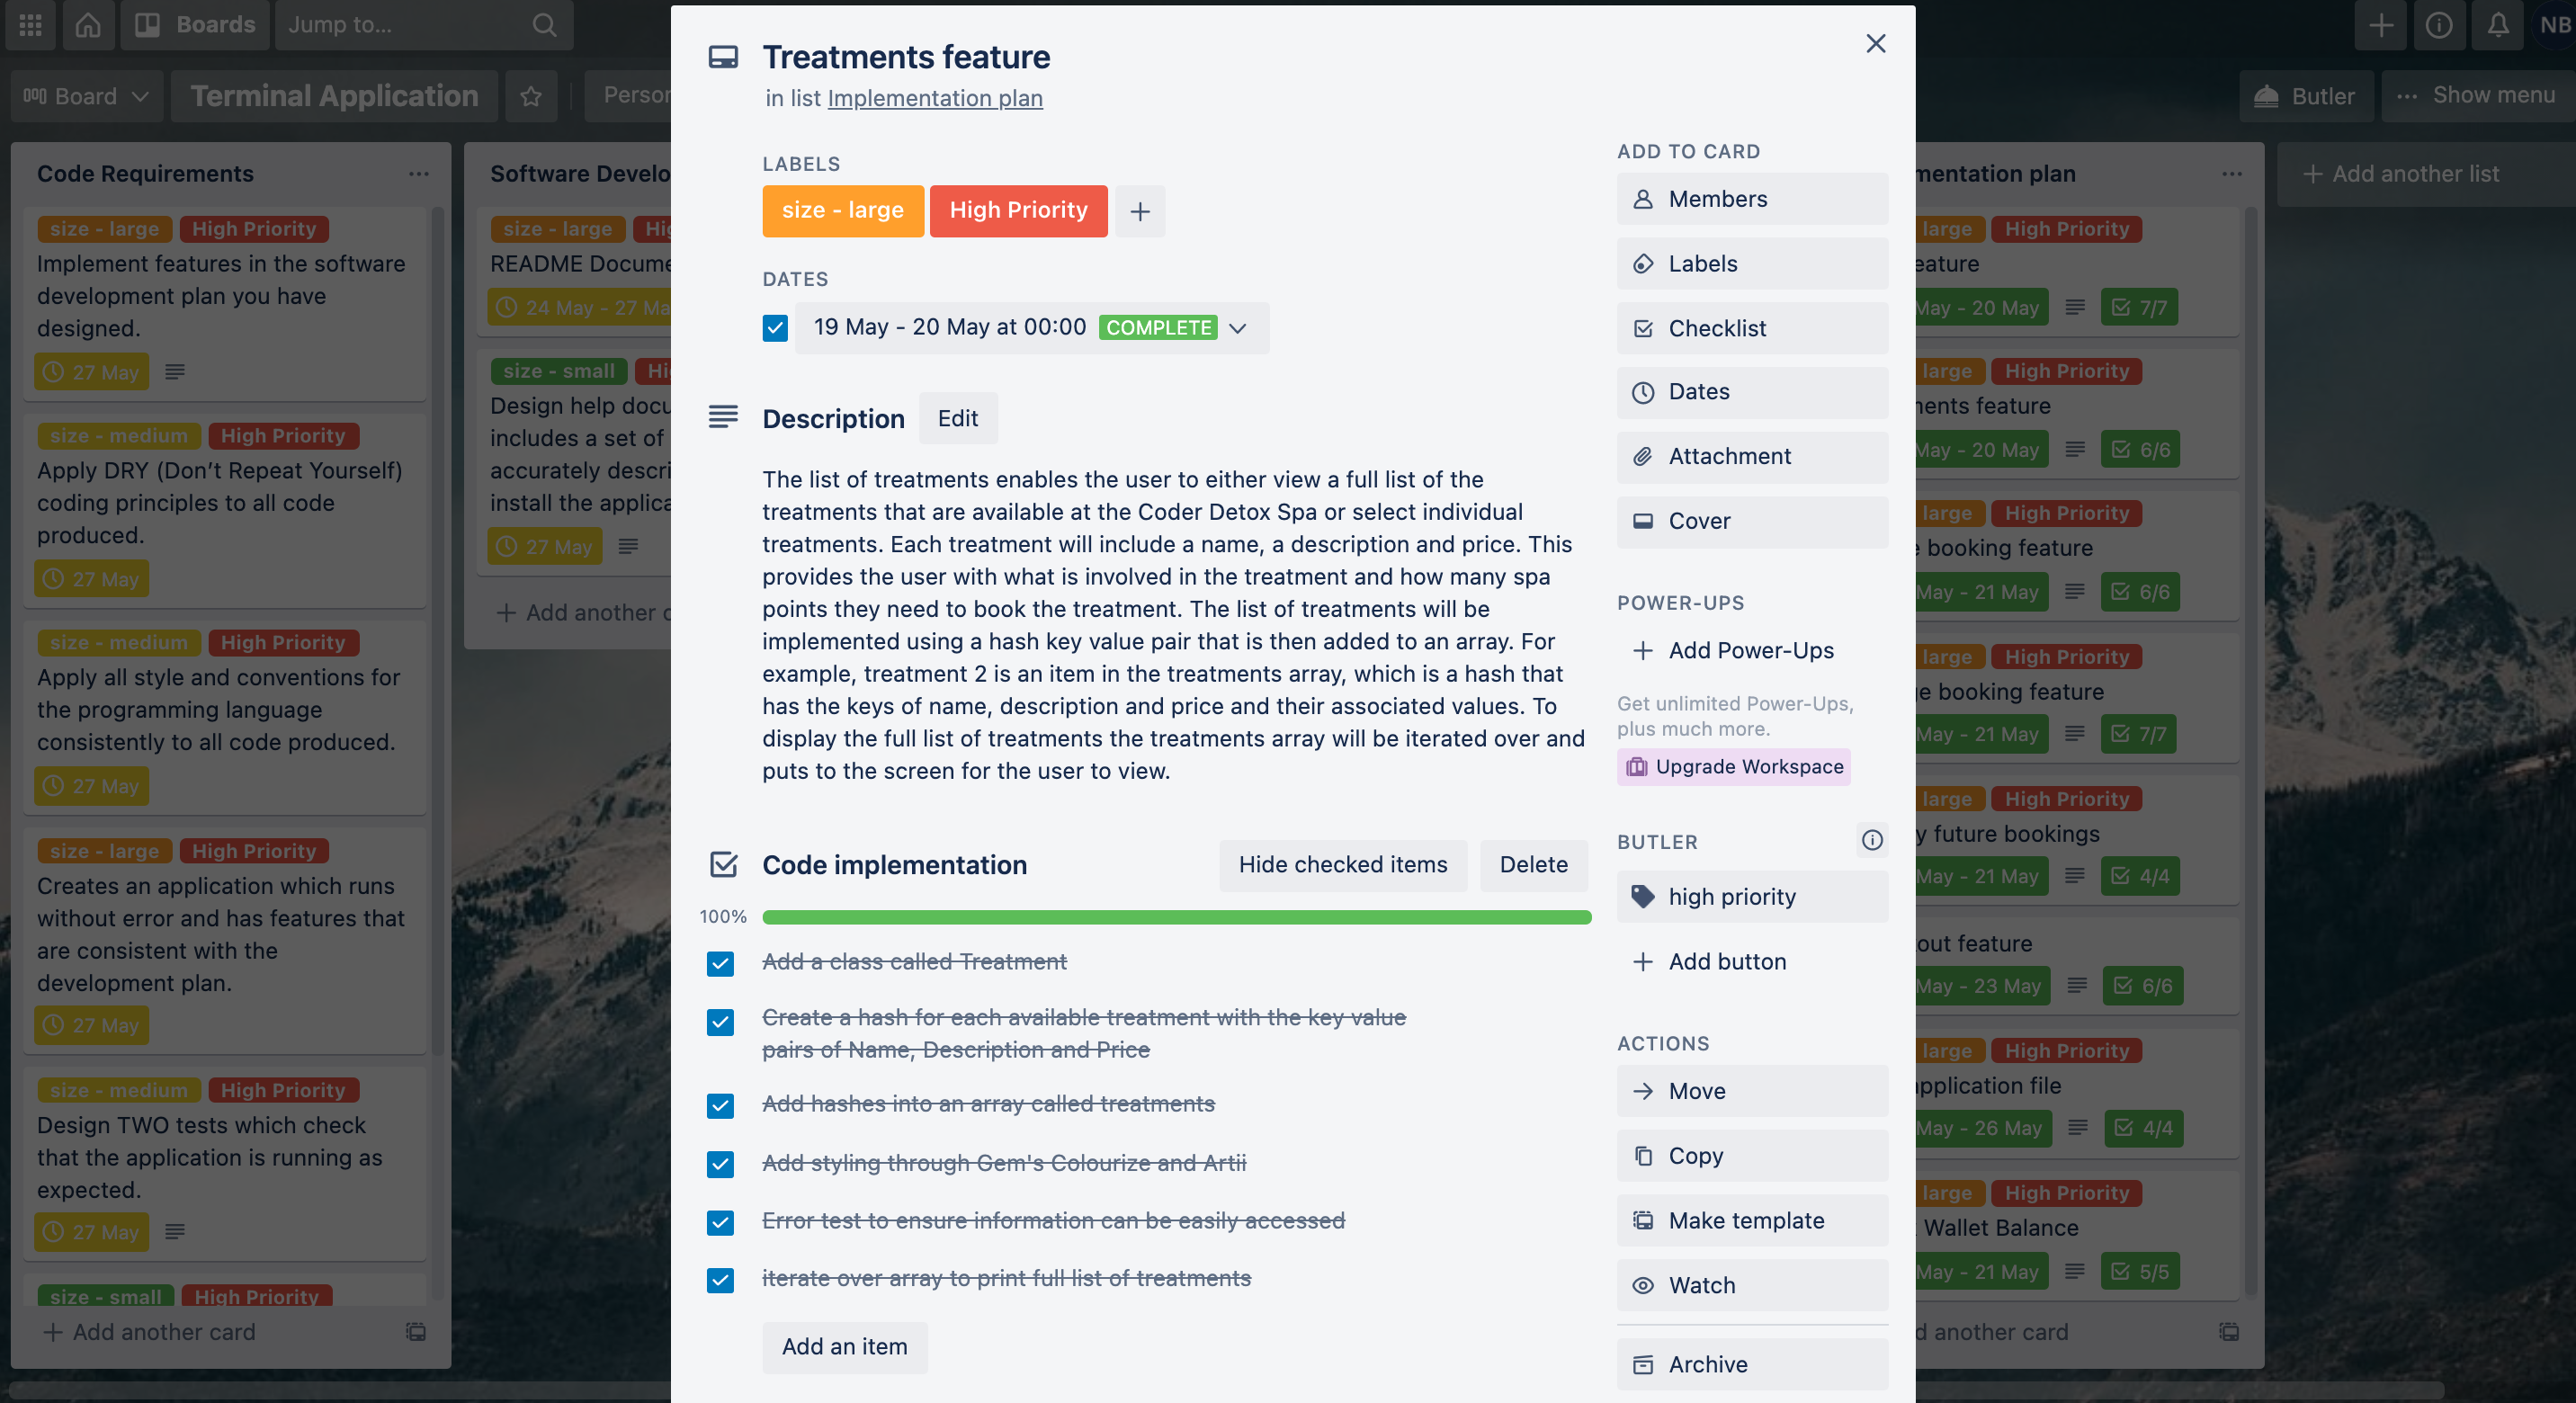 Boards
Jump to...
NB
Board
Terminal Application
Butler
Show menu
Code Requirements
size - large High Priority
Implement features in the software
development plan you have
designed.
27 May
size - medium High Priority
Apply DRY (Don't Repeat Yourself)
coding principles to all code
produced.
27 May
size - medium High Priority
Apply all style and conventions for
the programming language
consistently to all code produced.
27 May
size - large High Priority
Creates an application which runs
without error and has features that
are consistent with the
development plan.
27 May
size - medium High Priority
Design TWO tests which check
that the application is running as
expected.
27 May
size - small High Priority
Add another card
Software
size - large
README
24 May - 27
size - small
Design help
includes a set of
accurately
install the
27 May
Add another
Treatments feature
in list Implementation plan
LABELS
size - large High Priority
DATES
19 May - 20 May at 00:00 COMPLETE
Description Edit
The list of treatments enables the user to either view a full list of the
treatments that are available at the Coder Detox Spa or select individual
treatments. Each treatment will include a name, a description and price. This
provides the user with what is involved in the treatment and how many spa
points they need to book the treatment. The list of treatments will be
implemented using a hash key value pair that is then added to an array. For
example, treatment 2 is an item in the treatments array, which is a hash that
has the keys of name, description and price and their associated values. To
display the full list of treatments the treatments array will be iterated over and
puts to the screen for the user to view.
Code implementation Hide checked items Delete
100%
Add a class called Treatment
Create a hash for each available treatment with the key value
pairs of Name, Description and Price
Add hashes into an array called treatments
Add styling through Gem's Colourize and Artii
Error test to ensure information can be easily accessed
iterate over array to print full list of treatments
Add an item
ADD TO CARD
Members
Labels
Checklist
Dates
Attachment
Cover
POWER-UPS
Add Power-Ups
Get unlimited Power-Ups,
plus much more.
Upgrade Workspace
BUTLER
high priority
Add button
ACTIONS
Move
Copy
Make template
Watch
Archive
plan
large High Priority
May - 20 May 7/7
large High Priority
feature
May - 20 May 6/6
large High Priority
booking feature
May - 21 May 6/6
large High Priority
booking feature
May - 21 May 7/7
large High Priority
future bookings
May - 21 May 4/4
feature
May - 23 May 6/6
large High Priority
application file
May - 26 May 4/4
large High Priority
Wallet Balance
May - 21 May 5/5
another card
Add another list